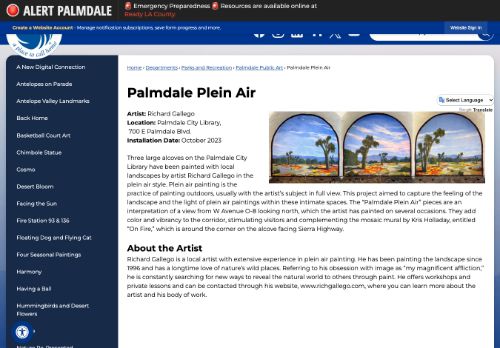 ALERT PALMDALE
🚨 Emergency Preparedness 🚨 Resources are available online at
Ready LA County.
Create a Website Account - Manage notification subscriptions, save form progress and more.
Website Sign In
a place to call home
A New Digital Connection
Antelopes on Parade
Antelope Valley Landmarks
Back Home
Basketball Court Art
Chimbole Statue
Cosmo
Desert Bloom
Facing the Sun
Fire Station 93 & 136
Floating Dog and Flying Cat
Four Seasonal Paintings
Harmony
Having a Ball
Hummingbirds and Desert
Flowers
Home › Departments › Parks and Recreation › Palmdale Public Art › Palmdale Plein Air
Palmdale Plein Air
Select Language
Google Translate
Artist: Richard Gallego
Location: Palmdale City Library,
700 E Palmdale Blvd.
Installation Date: October 2023
Three large alcoves on the Palmdale City
Library have been painted with local
landscapes by artist Richard Gallego in the
plein air style. Plein air painting is the
practice of painting outdoors, usually with the artist's subject in full view. This project aimed to capture the feeling of
the landscape and the light of plein air paintings within these intimate spaces. The "Palmdale Plein Air" pieces are an
interpretation of a view from W Avenue O-8 looking north, which the artist has painted on several occasions. They add
color and vibrancy to the corridor, stimulating visitors and complementing the mosaic mural by Kris Holladay, entitled
"On Fire," which is around the corner on the alcove facing Sierra Highway.
About the Artist
Richard Gallego is a local artist with extensive experience in plein air painting. He has been painting the landscape since
1996 and has a longtime love of nature's wild places. Referring to his obsession with image as "my magnificent affliction,"
he is constantly searching for new ways to reveal the natural world to others through paint. He offers workshops and
private lessons and can be contacted through his website, www.richgallego.com, where you can learn more about the
artist and his body of work.